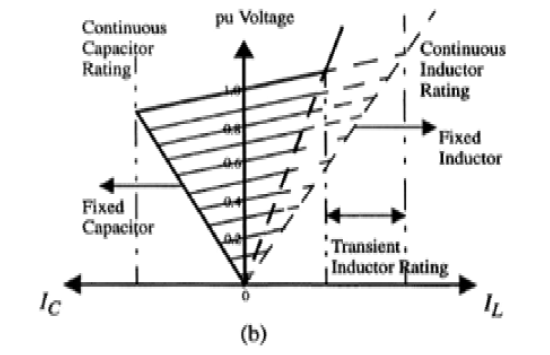 pu Voltage
Continuous
Capacitor
Rating
Continuous
Inductor
Rating
1.0
0.8
0.6
0.4
0.2
Fixed
Inductor
Fixed
Capacitor
Transient
Inductor Rating
0
I_C
I_L
(b)